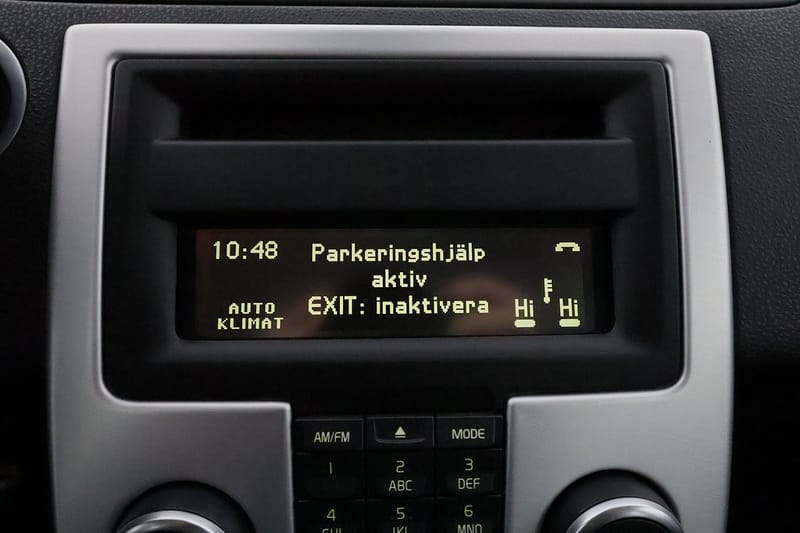 10:48
Parkeringshjälp
aktiv
EXIT: inaktivera
AUTO
KLIMAT
Hi Hi
AM/FM MODE
1 2 3
ABC DEF
4 5 6
MNO